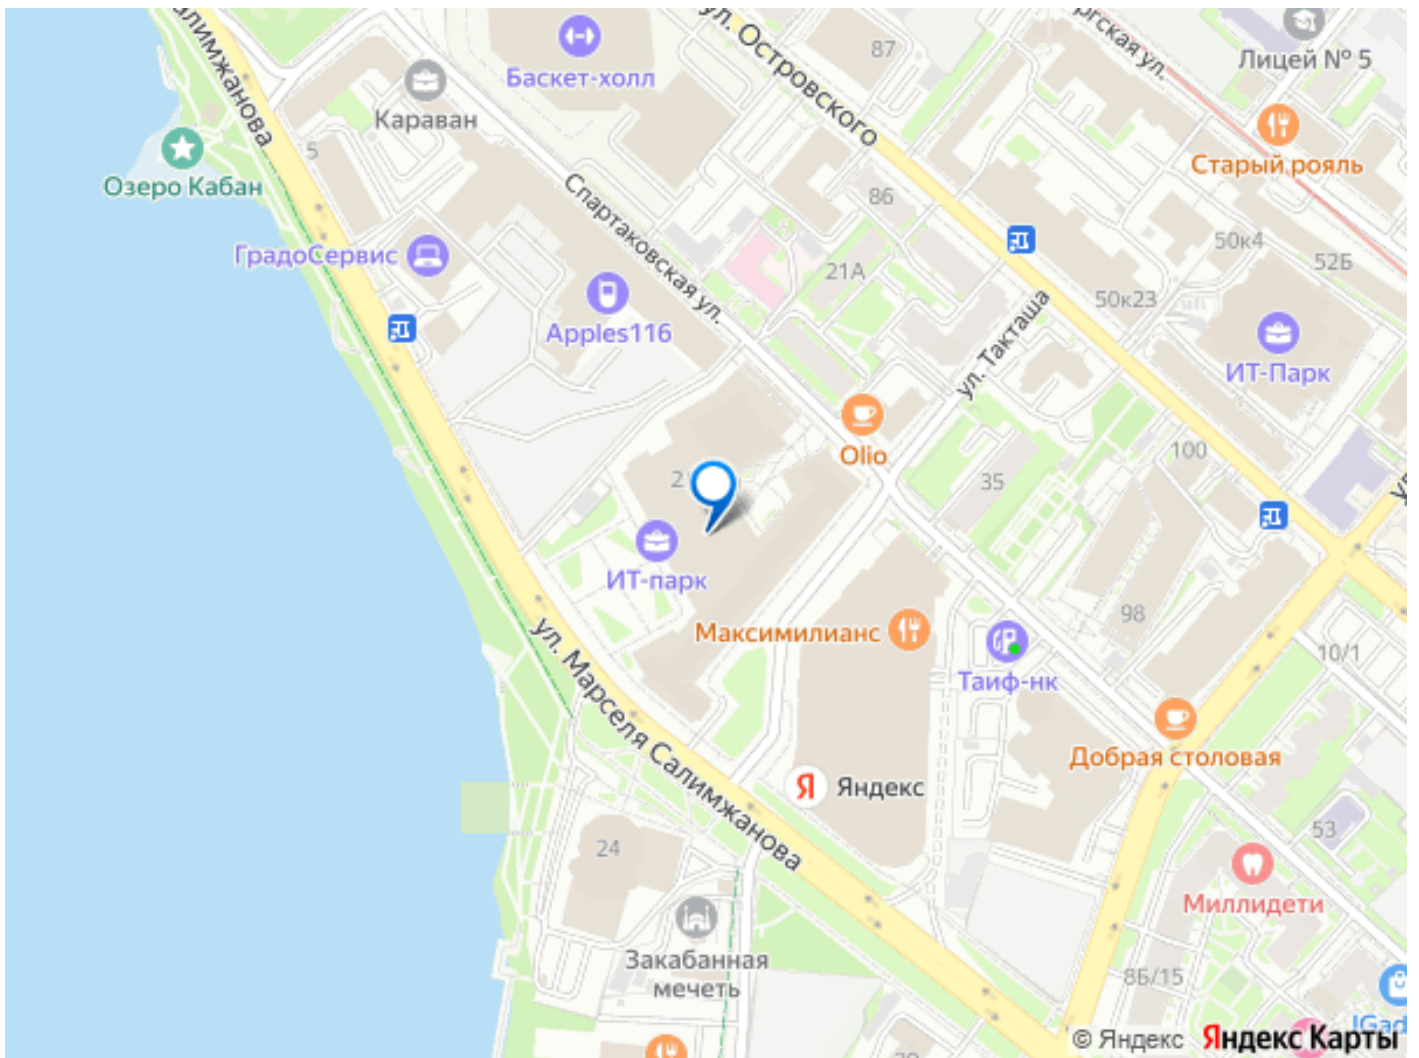 Салимжанова
ул. Островского
87
Лицей № 5
Баскет-холл
Караван
5
Озеро Кабан
Старый рояль
86
Спартаковская ул.
ГрадоСервис
21А
50к4
52Б
50к23
Apples116
ул. Такташа
ИТ-Парк
Olio
100
2
35
ИТ-парк
Максимилианс
98
10/1
Таиф-нк
ул. Марселя Салимжанова
Добрая столовая
Яндекс
53
24
Миллидети
Закабанная
мечеть
8Б/15
© Яндекс Яндекс Карты